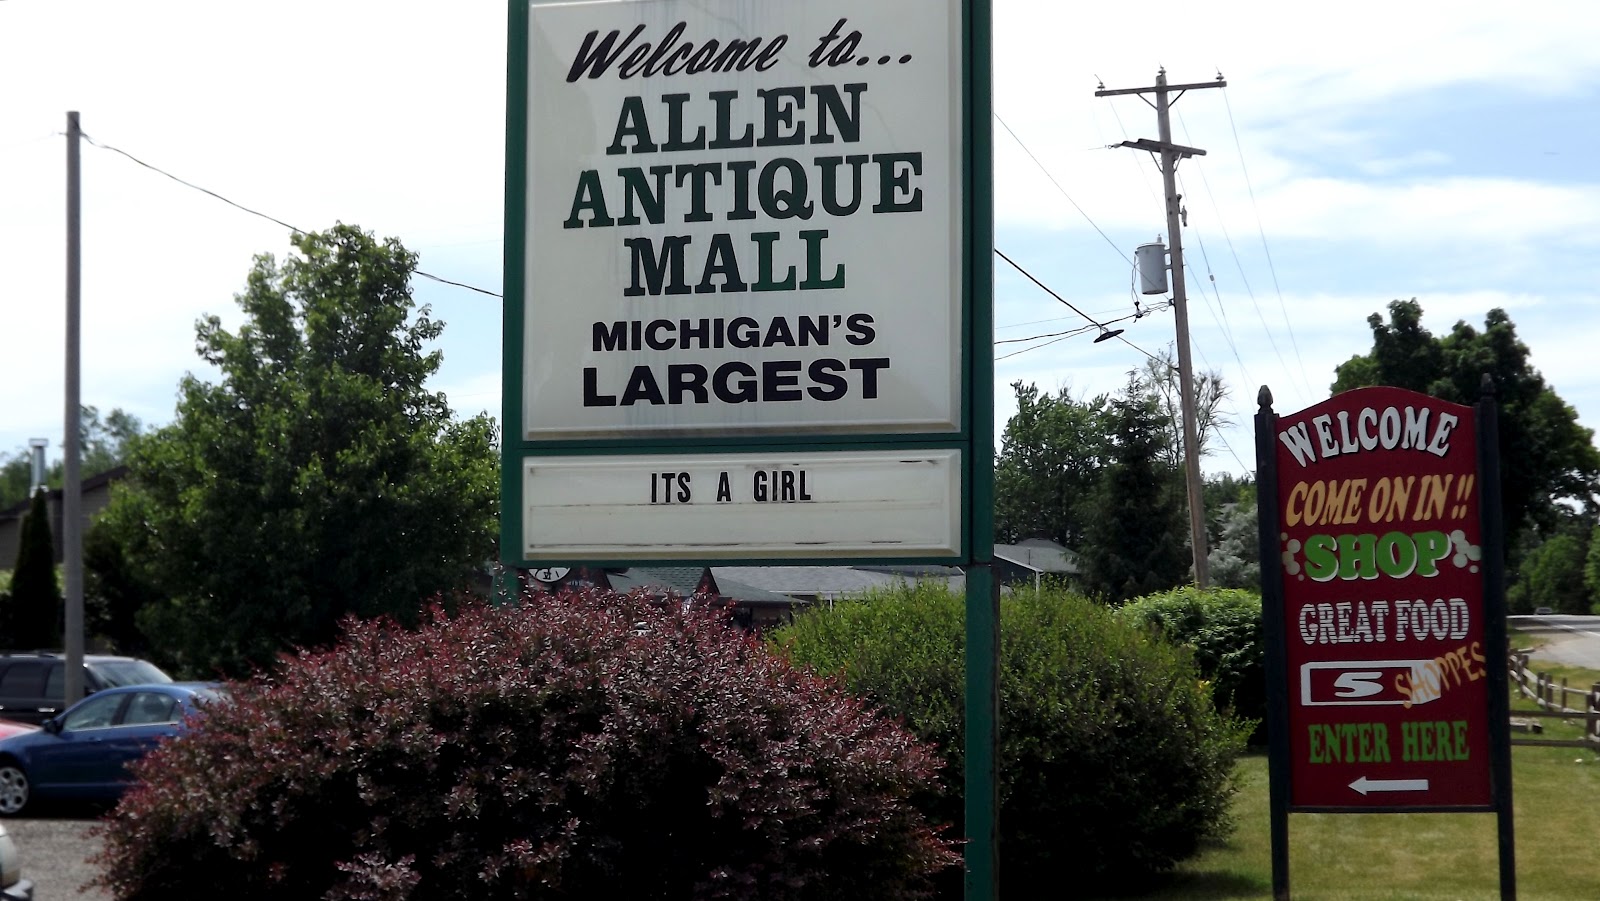 Welcome to...
ALLEN
ANTIQUE
MALL
MICHIGAN'S
LARGEST
ITS A GIRL
WELCOME
COME ON IN!!
SHOP
GREAT FOOD
5 SHOPPES
ENTER HERE